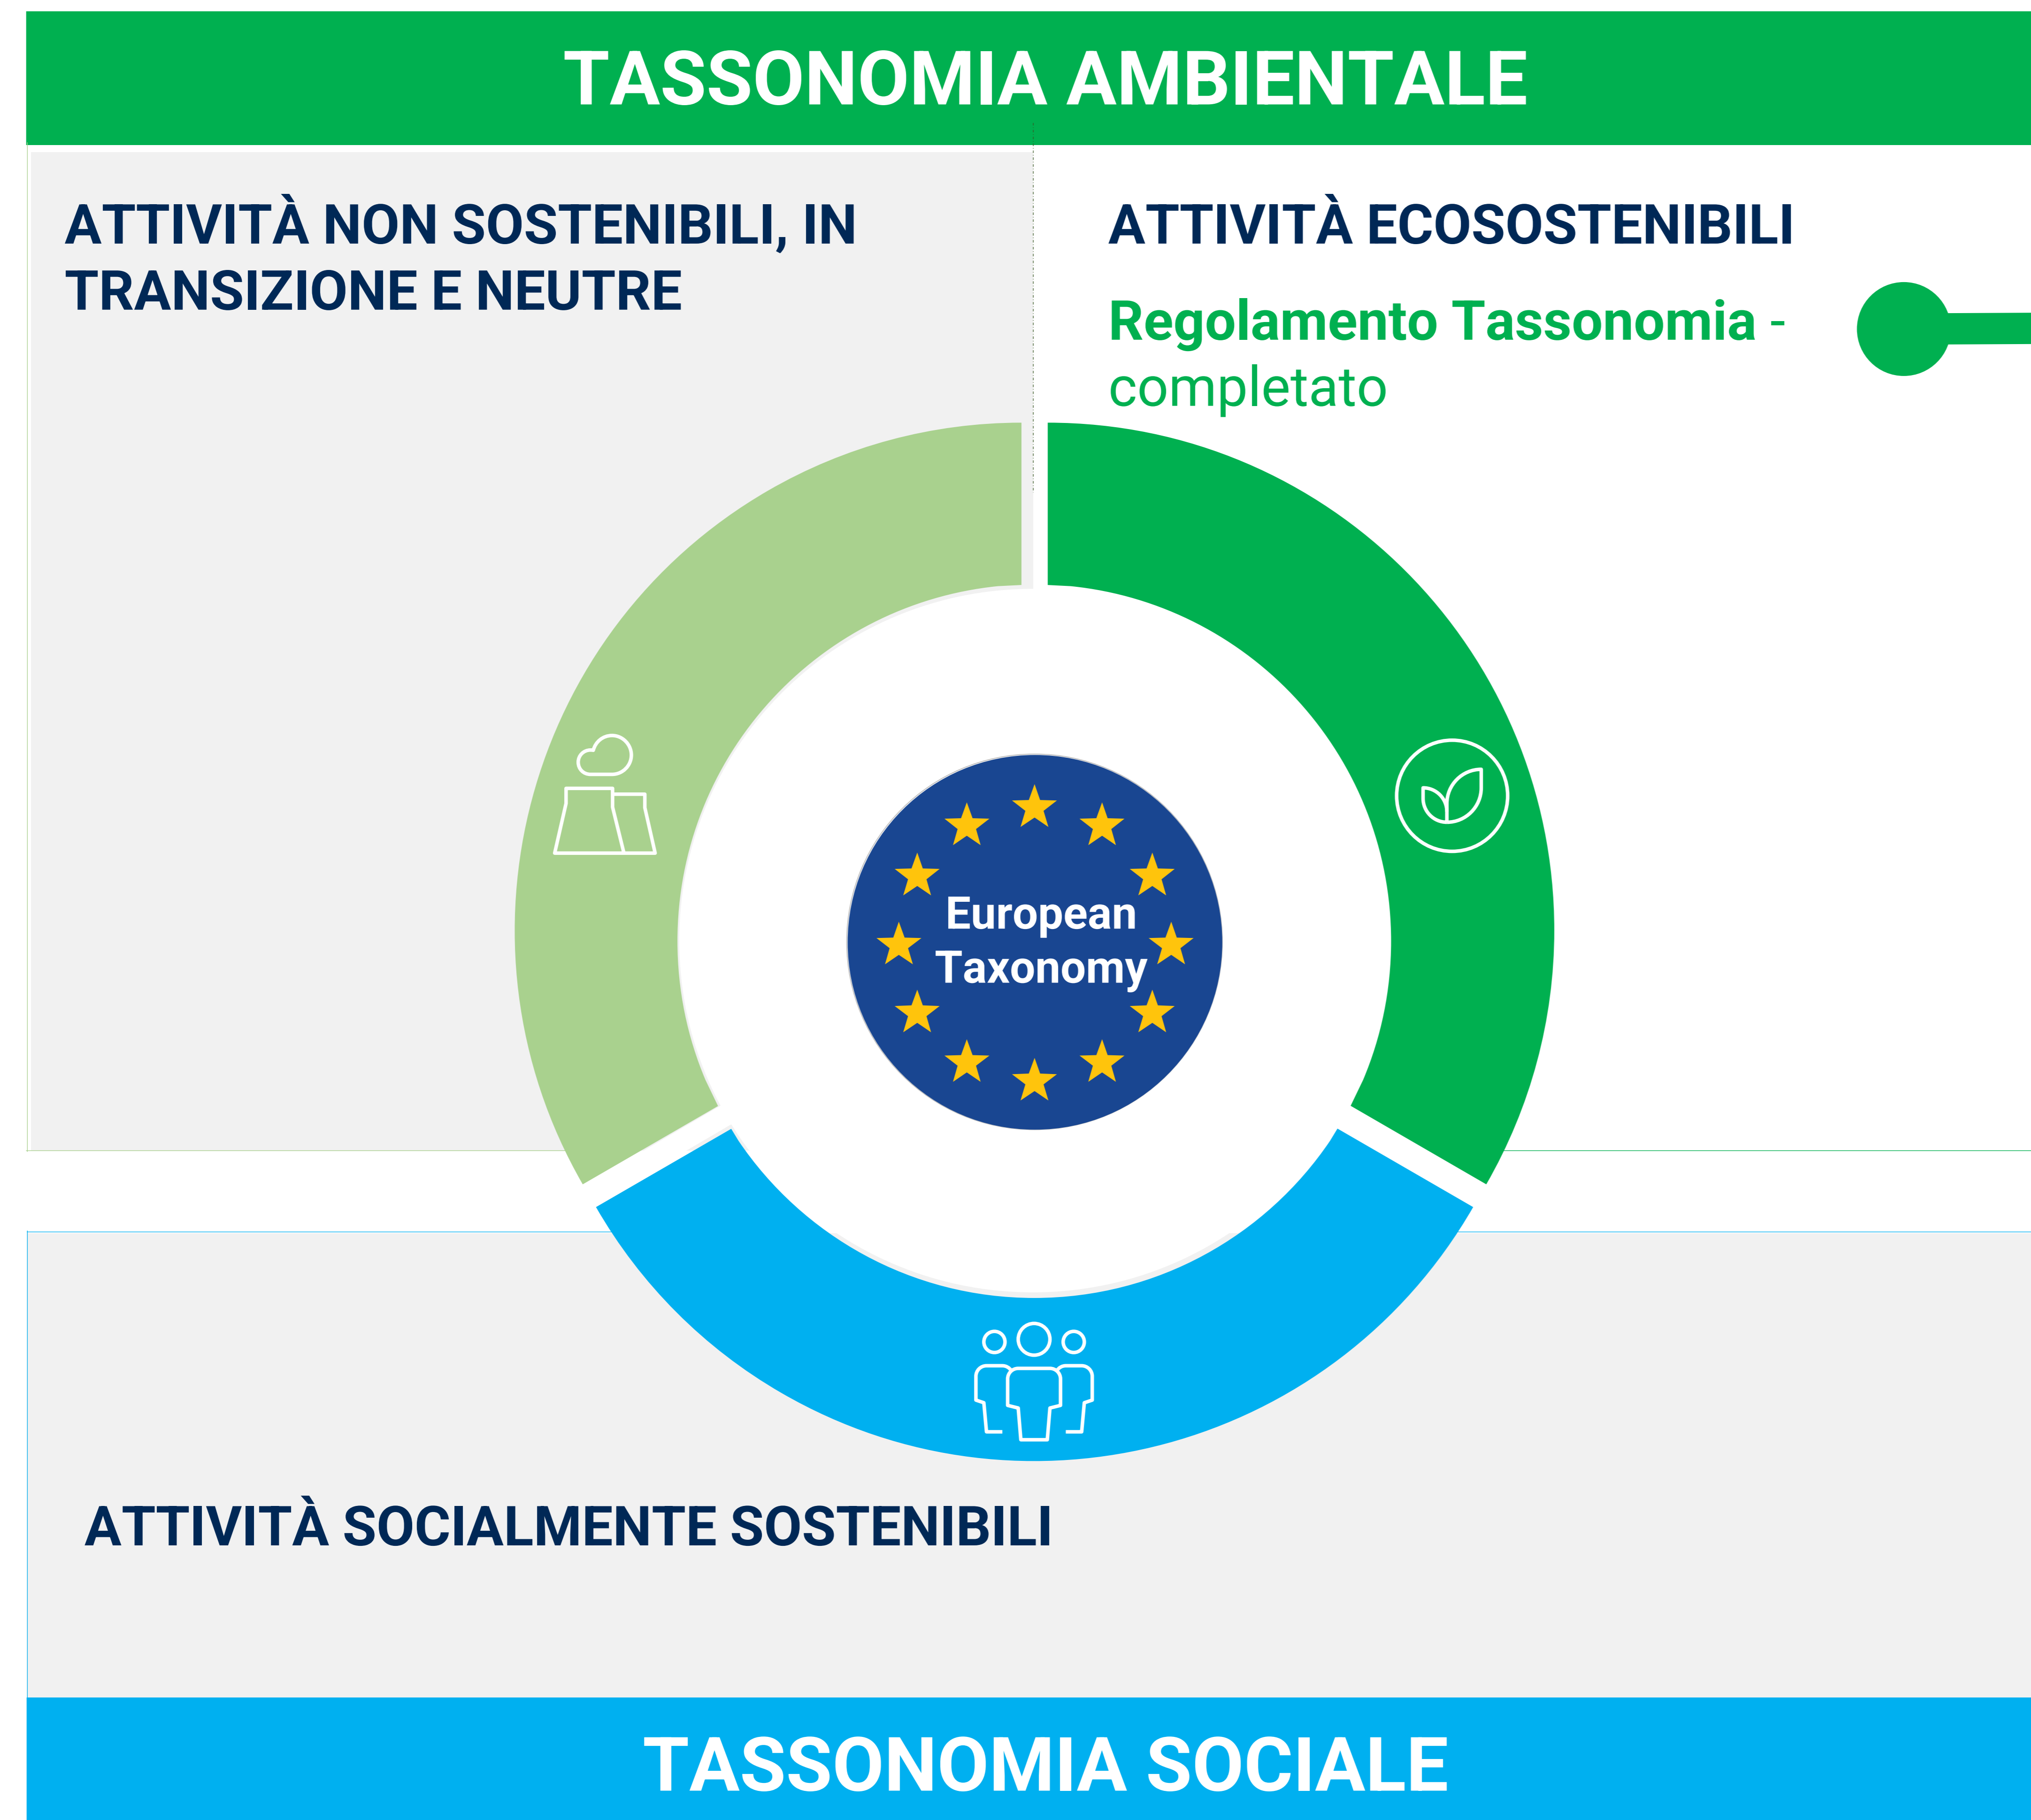 TASSONOMIA AMBIENTALE
ATTIVITÀ NON SOSTENIBILI, IN
TRANSIZIONE E NEUTRE
ATTIVITÀ ECOSOSTENIBILI
Regolamento Tassonomia -
completato
European
Taxonomy
ATTIVITÀ SOCIALMENTE SOSTENIBILI
TASSONOMIA SOCIALE